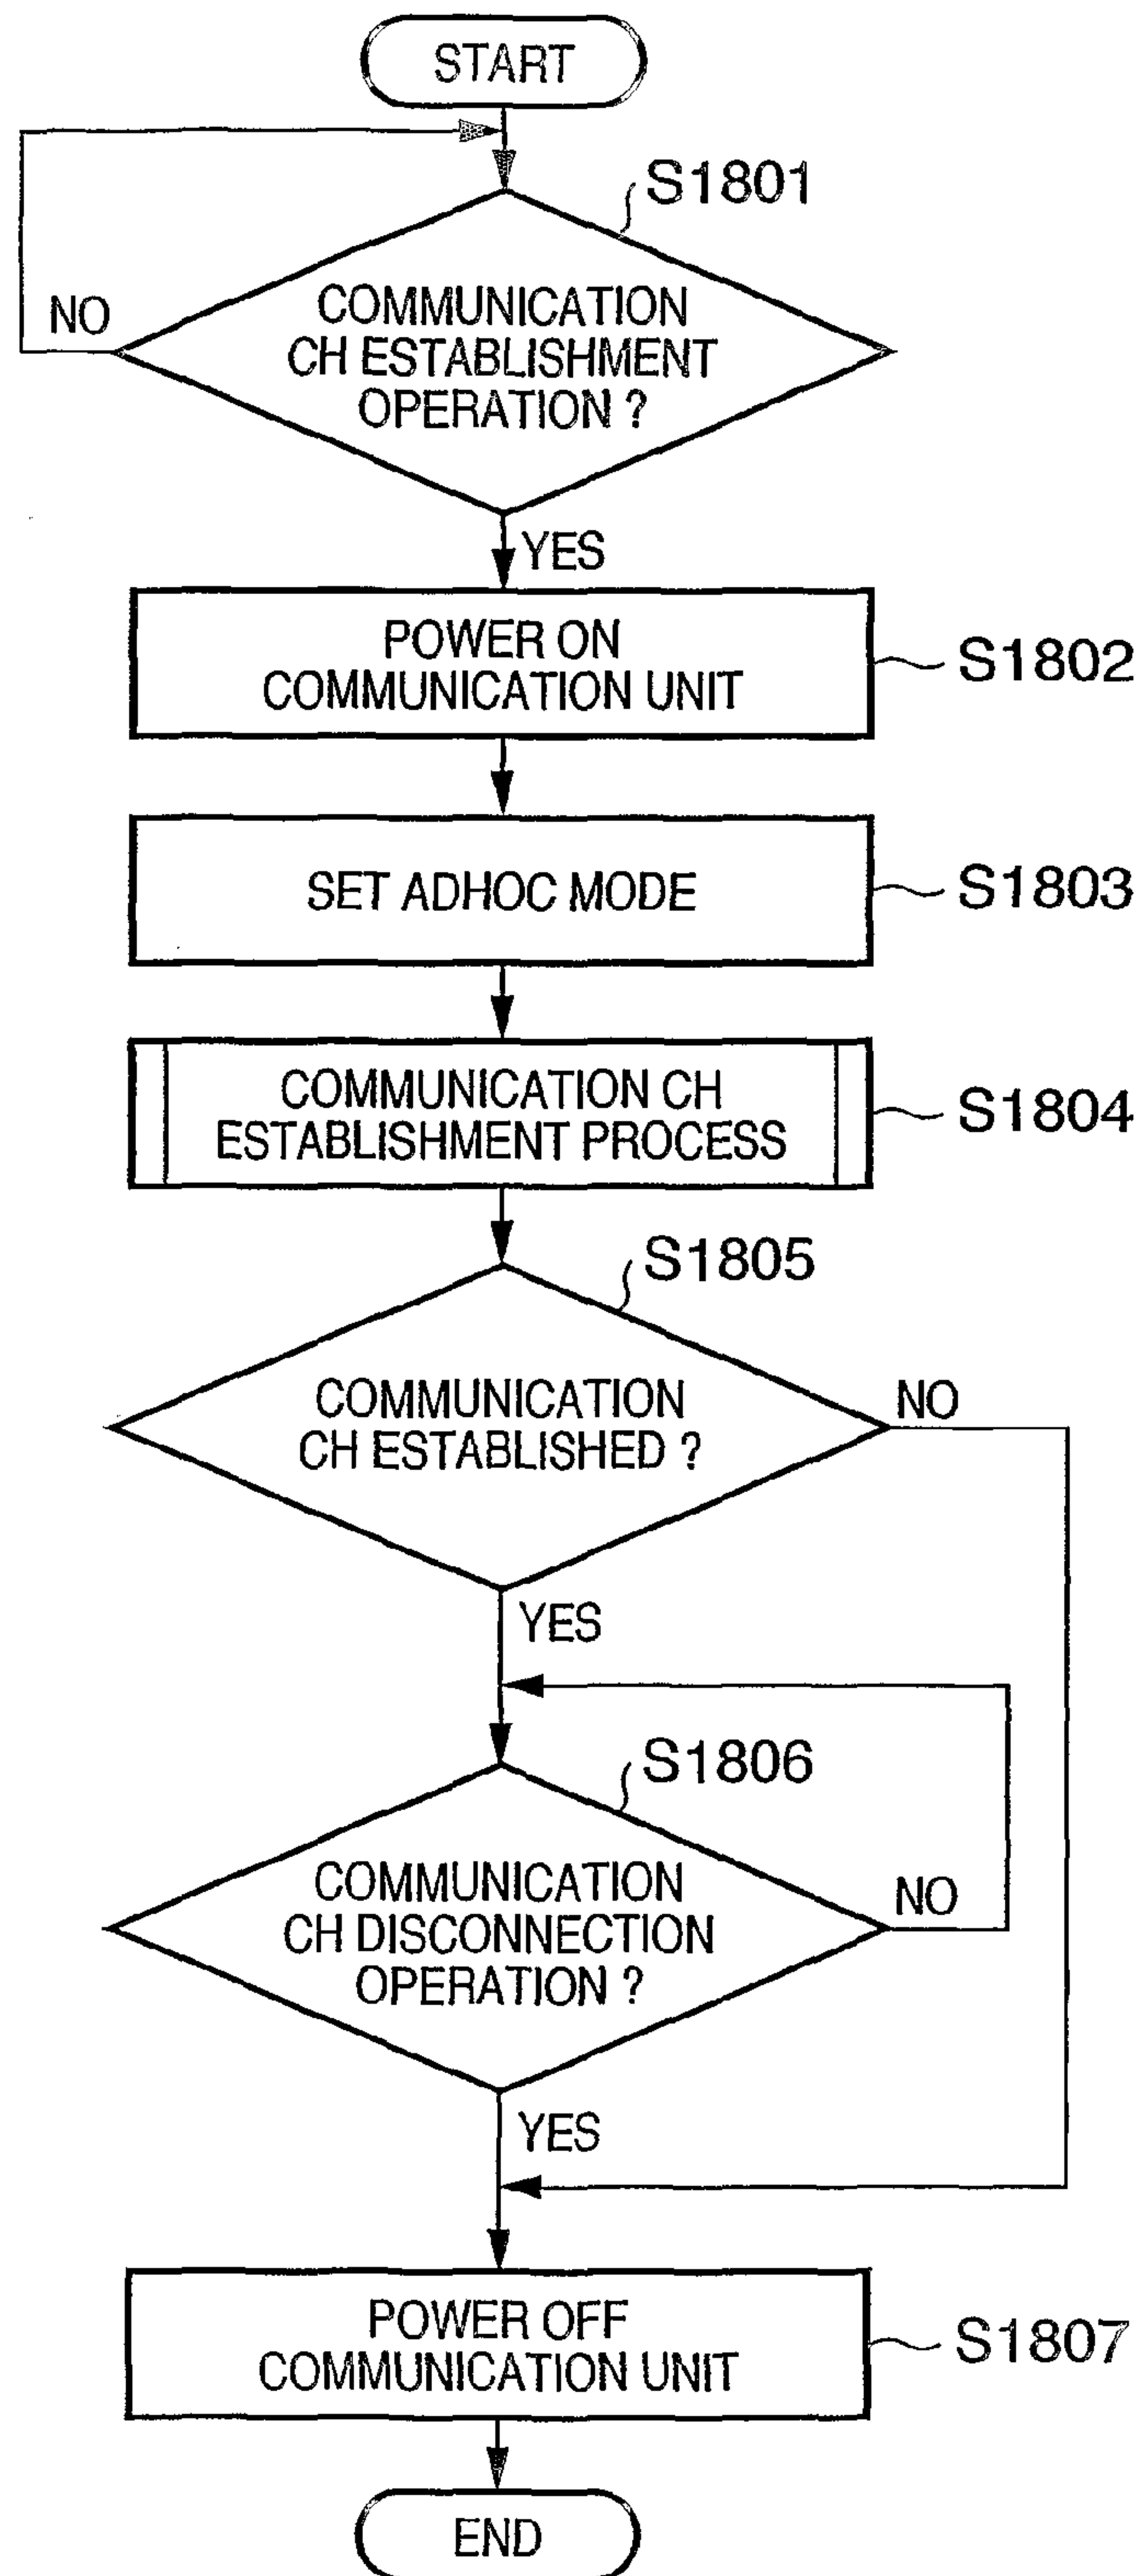 START
S1801
NO
COMMUNICATION
CH ESTABLISHMENT
OPERATION ?
YES
POWER ON
COMMUNICATION UNIT
S1802
SET ADHOC MODE
S1803
COMMUNICATION CH
ESTABLISHMENT PROCESS
S1804
S1805
COMMUNICATION
CH ESTABLISHED ?
NO
YES
S1806
COMMUNICATION
CH DISCONNECTION
OPERATION ?
NO
YES
POWER OFF
COMMUNICATION UNIT
S1807
END